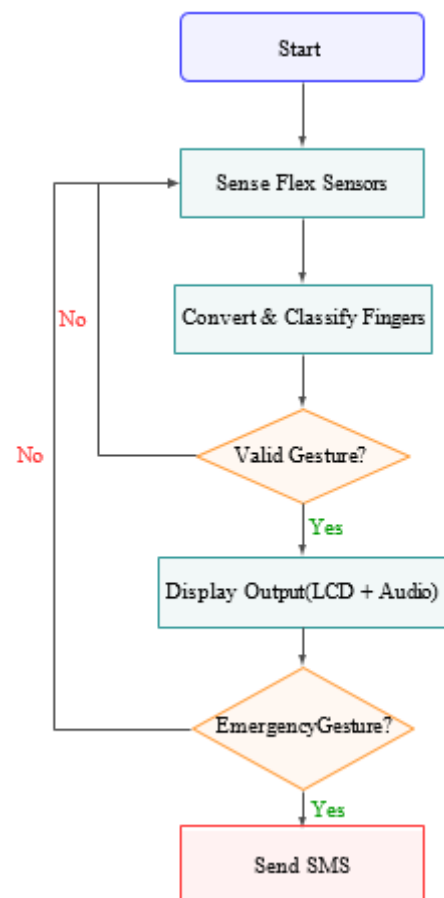 Start
Sense Flex Sensors
Convert & Classify Fingers
No
Valid Gesture?
No
Yes
Display Output(LCD + Audio)
EmergencyGesture?
Yes
Send SMS